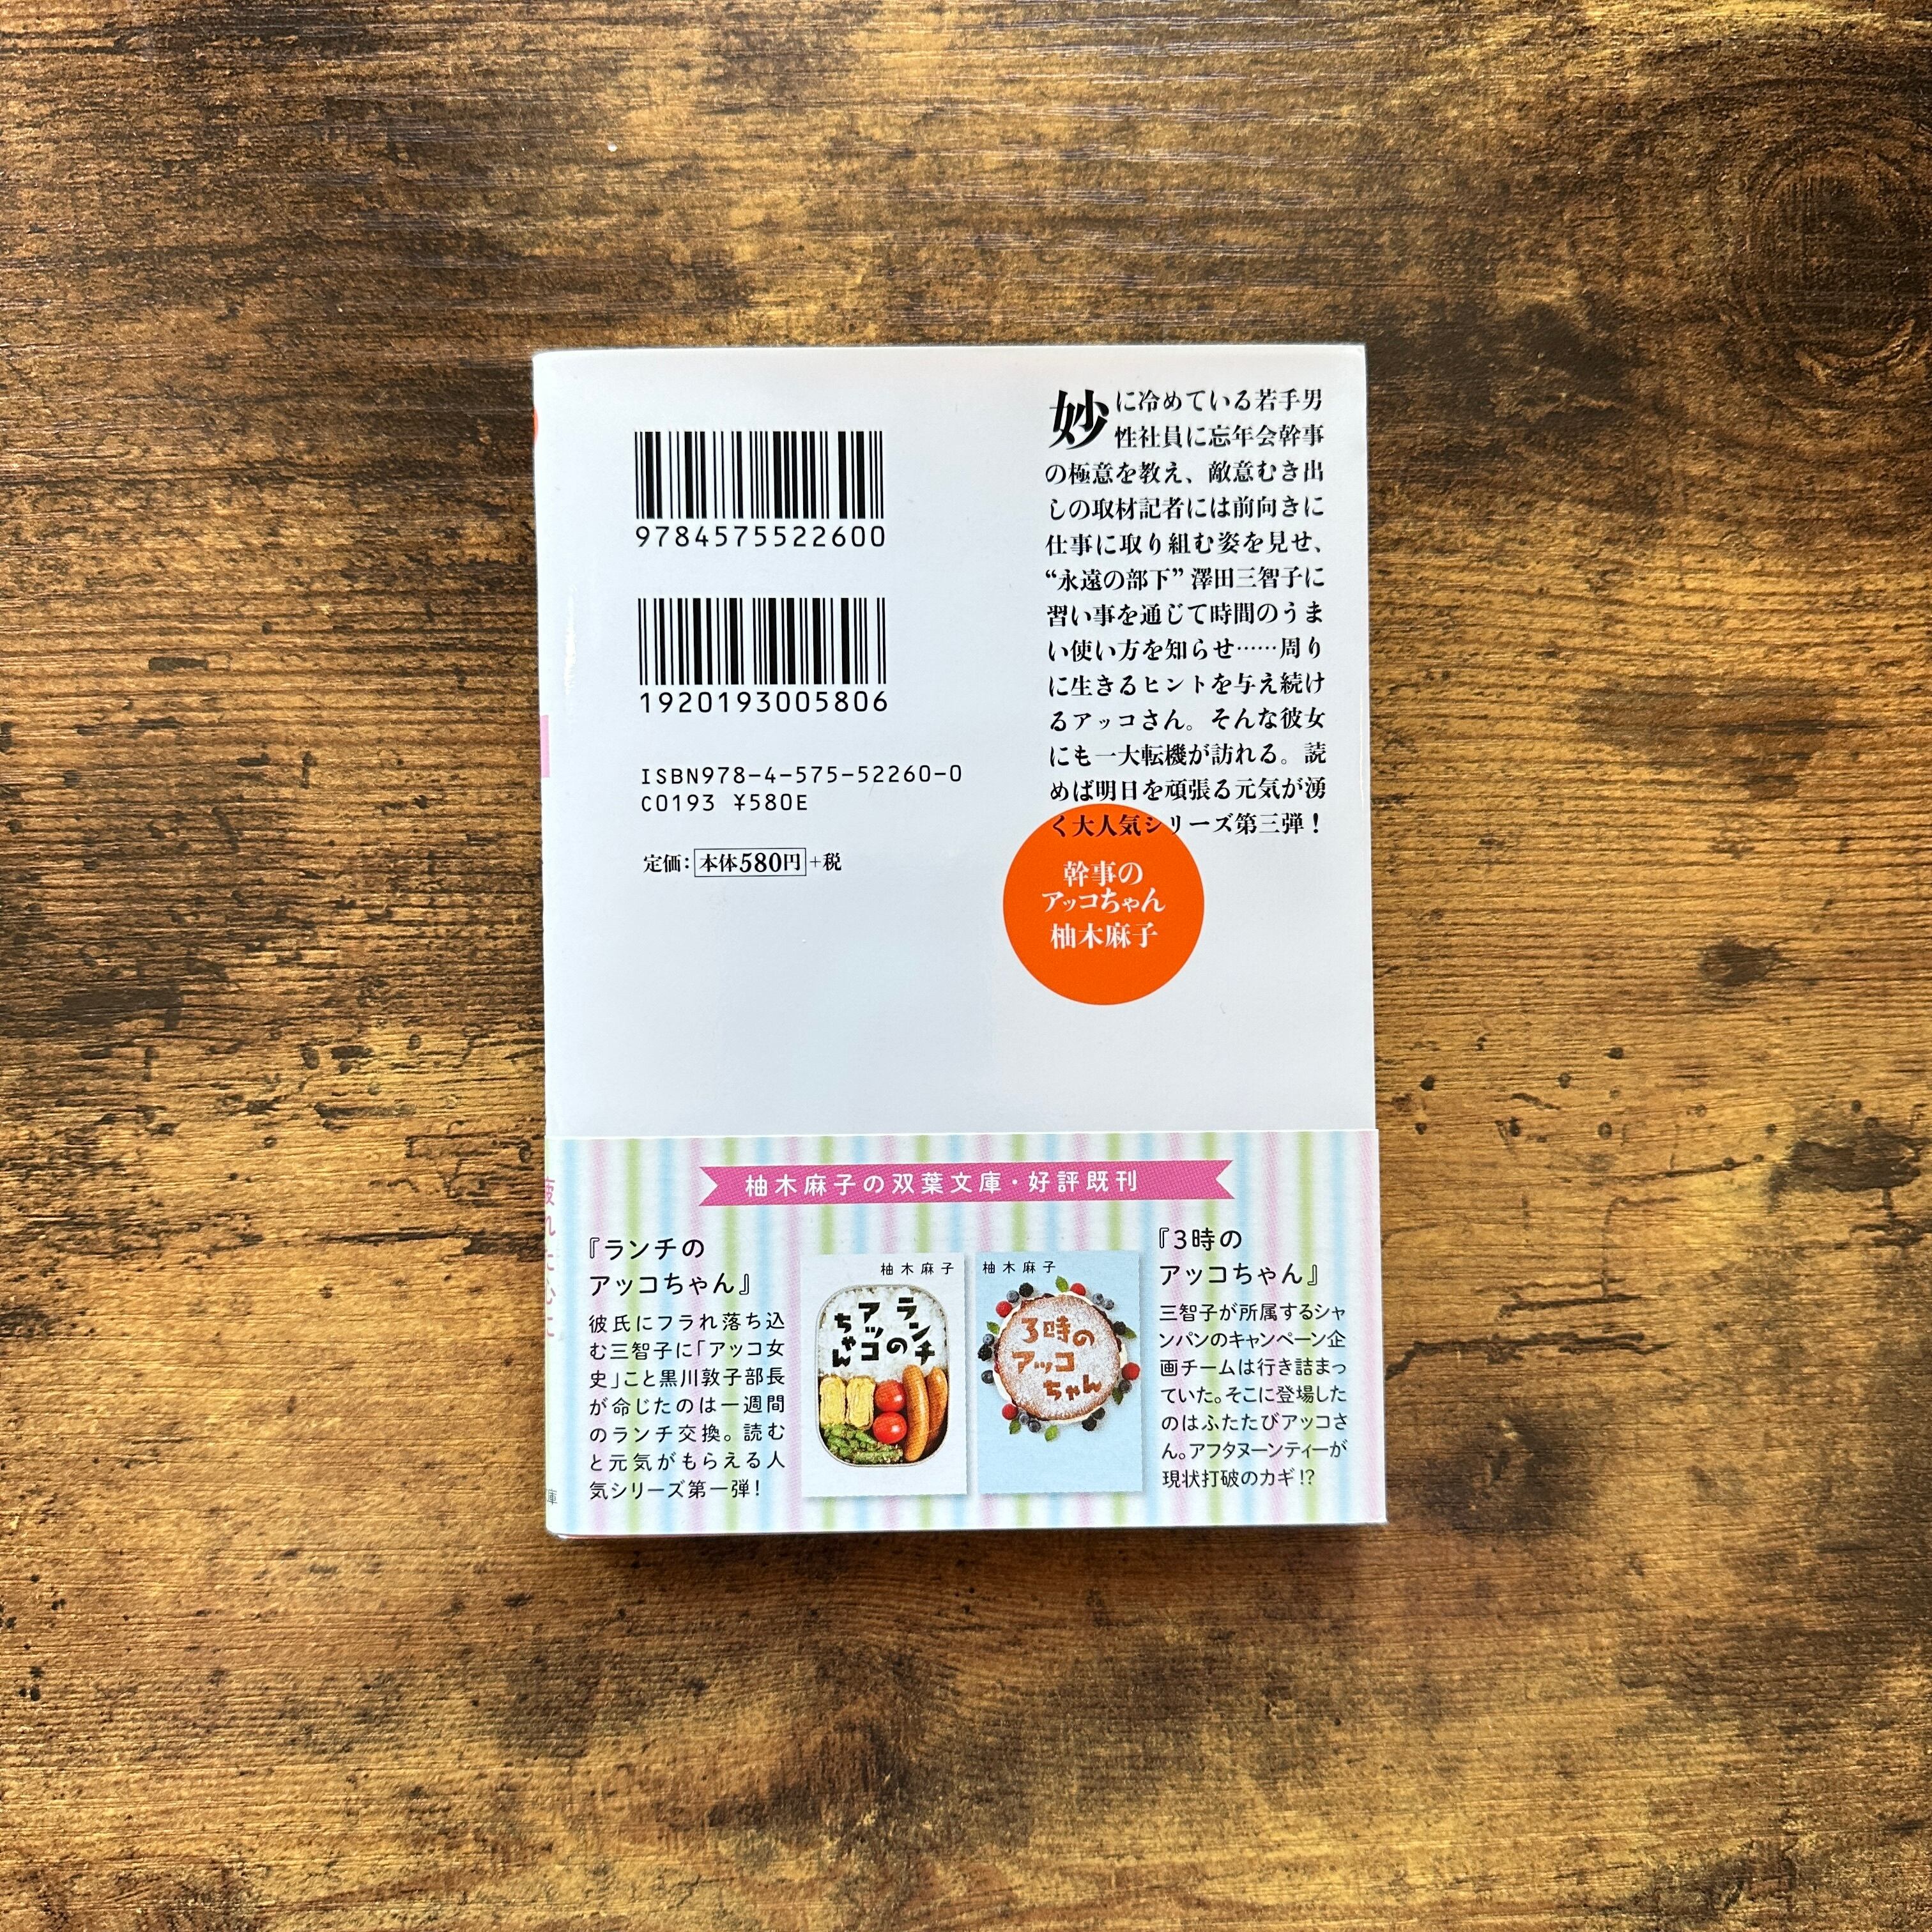 9784575522600
1920193005806
ISBN978-4-575-52260-0
C0193 ¥580E
定価：本体580円+税
妙に冷めている若手男
性社員に忘年会幹事
の極意を教え、敵意むき出
しの取材記者には前向きに
仕事に取り組む姿を見せ、
“永遠の部下”澤田三智子に
習い事を通じて時間のうま
い使い方を知らせ……周り
に生きるヒントを与え続け
るアッコさん。そんな彼女
にも一大転機が訪れる。読
めば明日を頑張る元気が湧
く大人気シリーズ第三弾！
幹事の
アッコちゃん
柚木麻子
柚木麻子の双葉文庫・好評既刊
『ランチの
アッコちゃん』
彼氏にフラれ落ち込
む三智子に「アッコ女
史」こと黒川敦子部長
が命じたのは一週間
のランチ交換。読む
と元気がもらえる人
気シリーズ第一弾！
柚木麻子
ランチ
の
アッコ
ちゃん
柚木麻子
3時の
アッコ
ちゃん
『3時の
アッコちゃん』
三智子が所属するシャ
ンパンのキャンペーン企
画チームは行き詰まっ
ていた。そこに登場した
のはふたたびアッコさ
ん。アフタヌーンティーが
現状打破のカギ!?
疲れた心に
庫